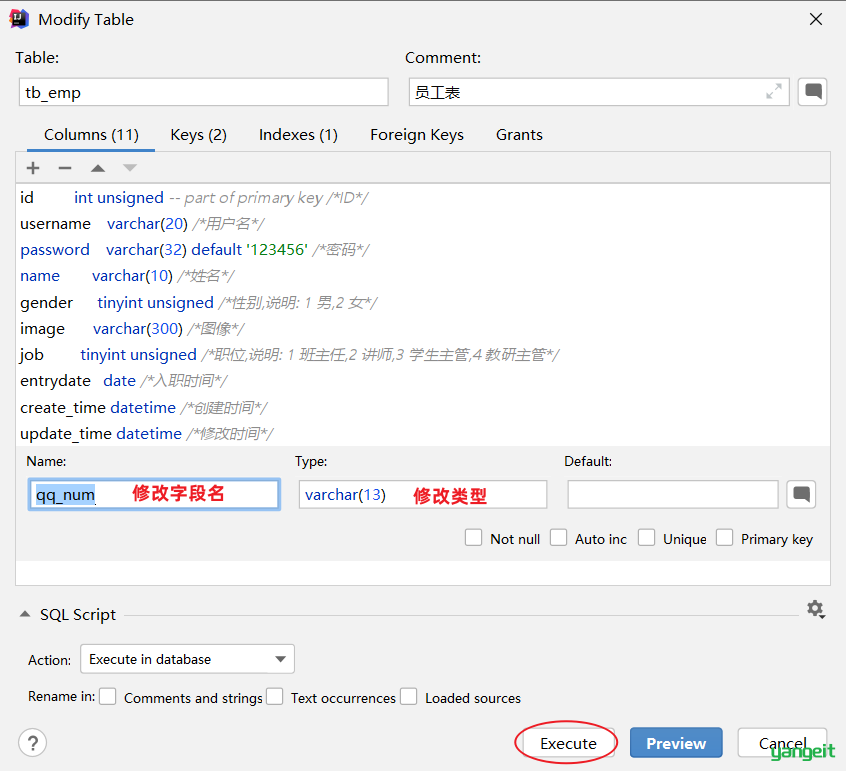 Modify Table
Table:
Comment:
tb_emp
员工表
Columns (11) Keys (2) Indexes (1) Foreign Keys Grants
id int unsigned -- part of primary key /*ID*/
username varchar(20) /*用户名*/
password varchar(32) default '123456' /*密码*/
name varchar(10) /*姓名*/
gender tinyint unsigned /*性别,说明: 1 男,2 女*/
image varchar(300) /*图像*/
job tinyint unsigned /*职位,说明: 1 班主任,2 讲师,3 学生主管,4 教研主管*/
entrydate date /*入职时间*/
create_time datetime /*创建时间*/
update_time datetime /*修改时间*/
Name: Type: Default:
qq_num 修改字段名 varchar(13) 修改类型
Not null Auto inc Unique Primary key
SQL Script
Action: Execute in database
Rename in: Comments and strings Text occurrences Loaded sources
? Execute Preview Cancel
yangeit